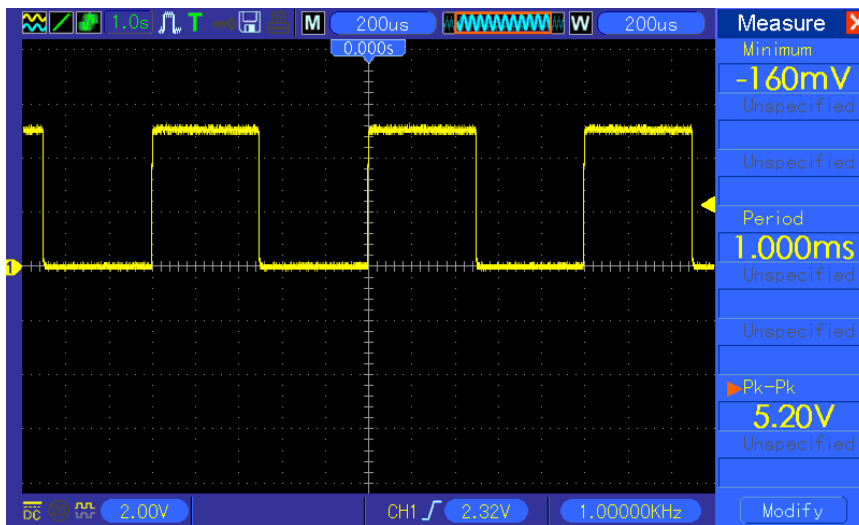 1.0s T M 200us W 200us Measure X
0.000s
Minimum
-160mV
Unspecified
Unspecified
Period
1.000ms
Unspecified
Unspecified
1
Pk-Pk
5.20V
Unspecified
DC 2.00V CH1 2.32V 1.00000KHz Modify